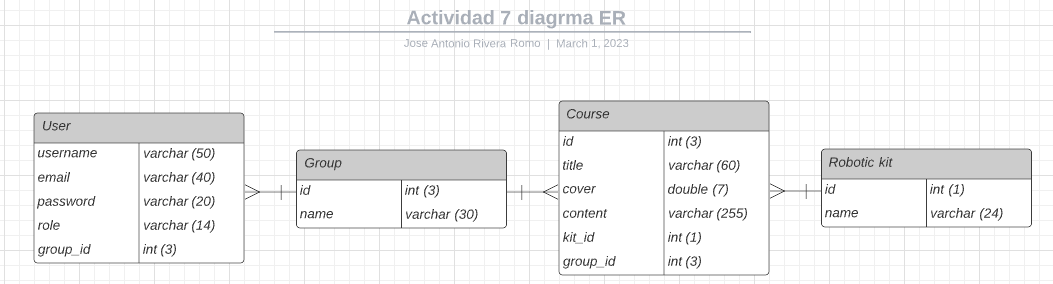 Actividad 7 diagrma ER
Jose Antonio Rivera Romo | March 1, 2023
User
username varchar (50)
email varchar (40)
password varchar (20)
role varchar (14)
group_id int (3)
Group
id int (3)
name varchar (30)
Course
id int (3)
title varchar (60)
cover double (7)
content varchar (255)
kit_id int (1)
group_id int (3)
Robotic kit
id int (1)
name varchar (24)